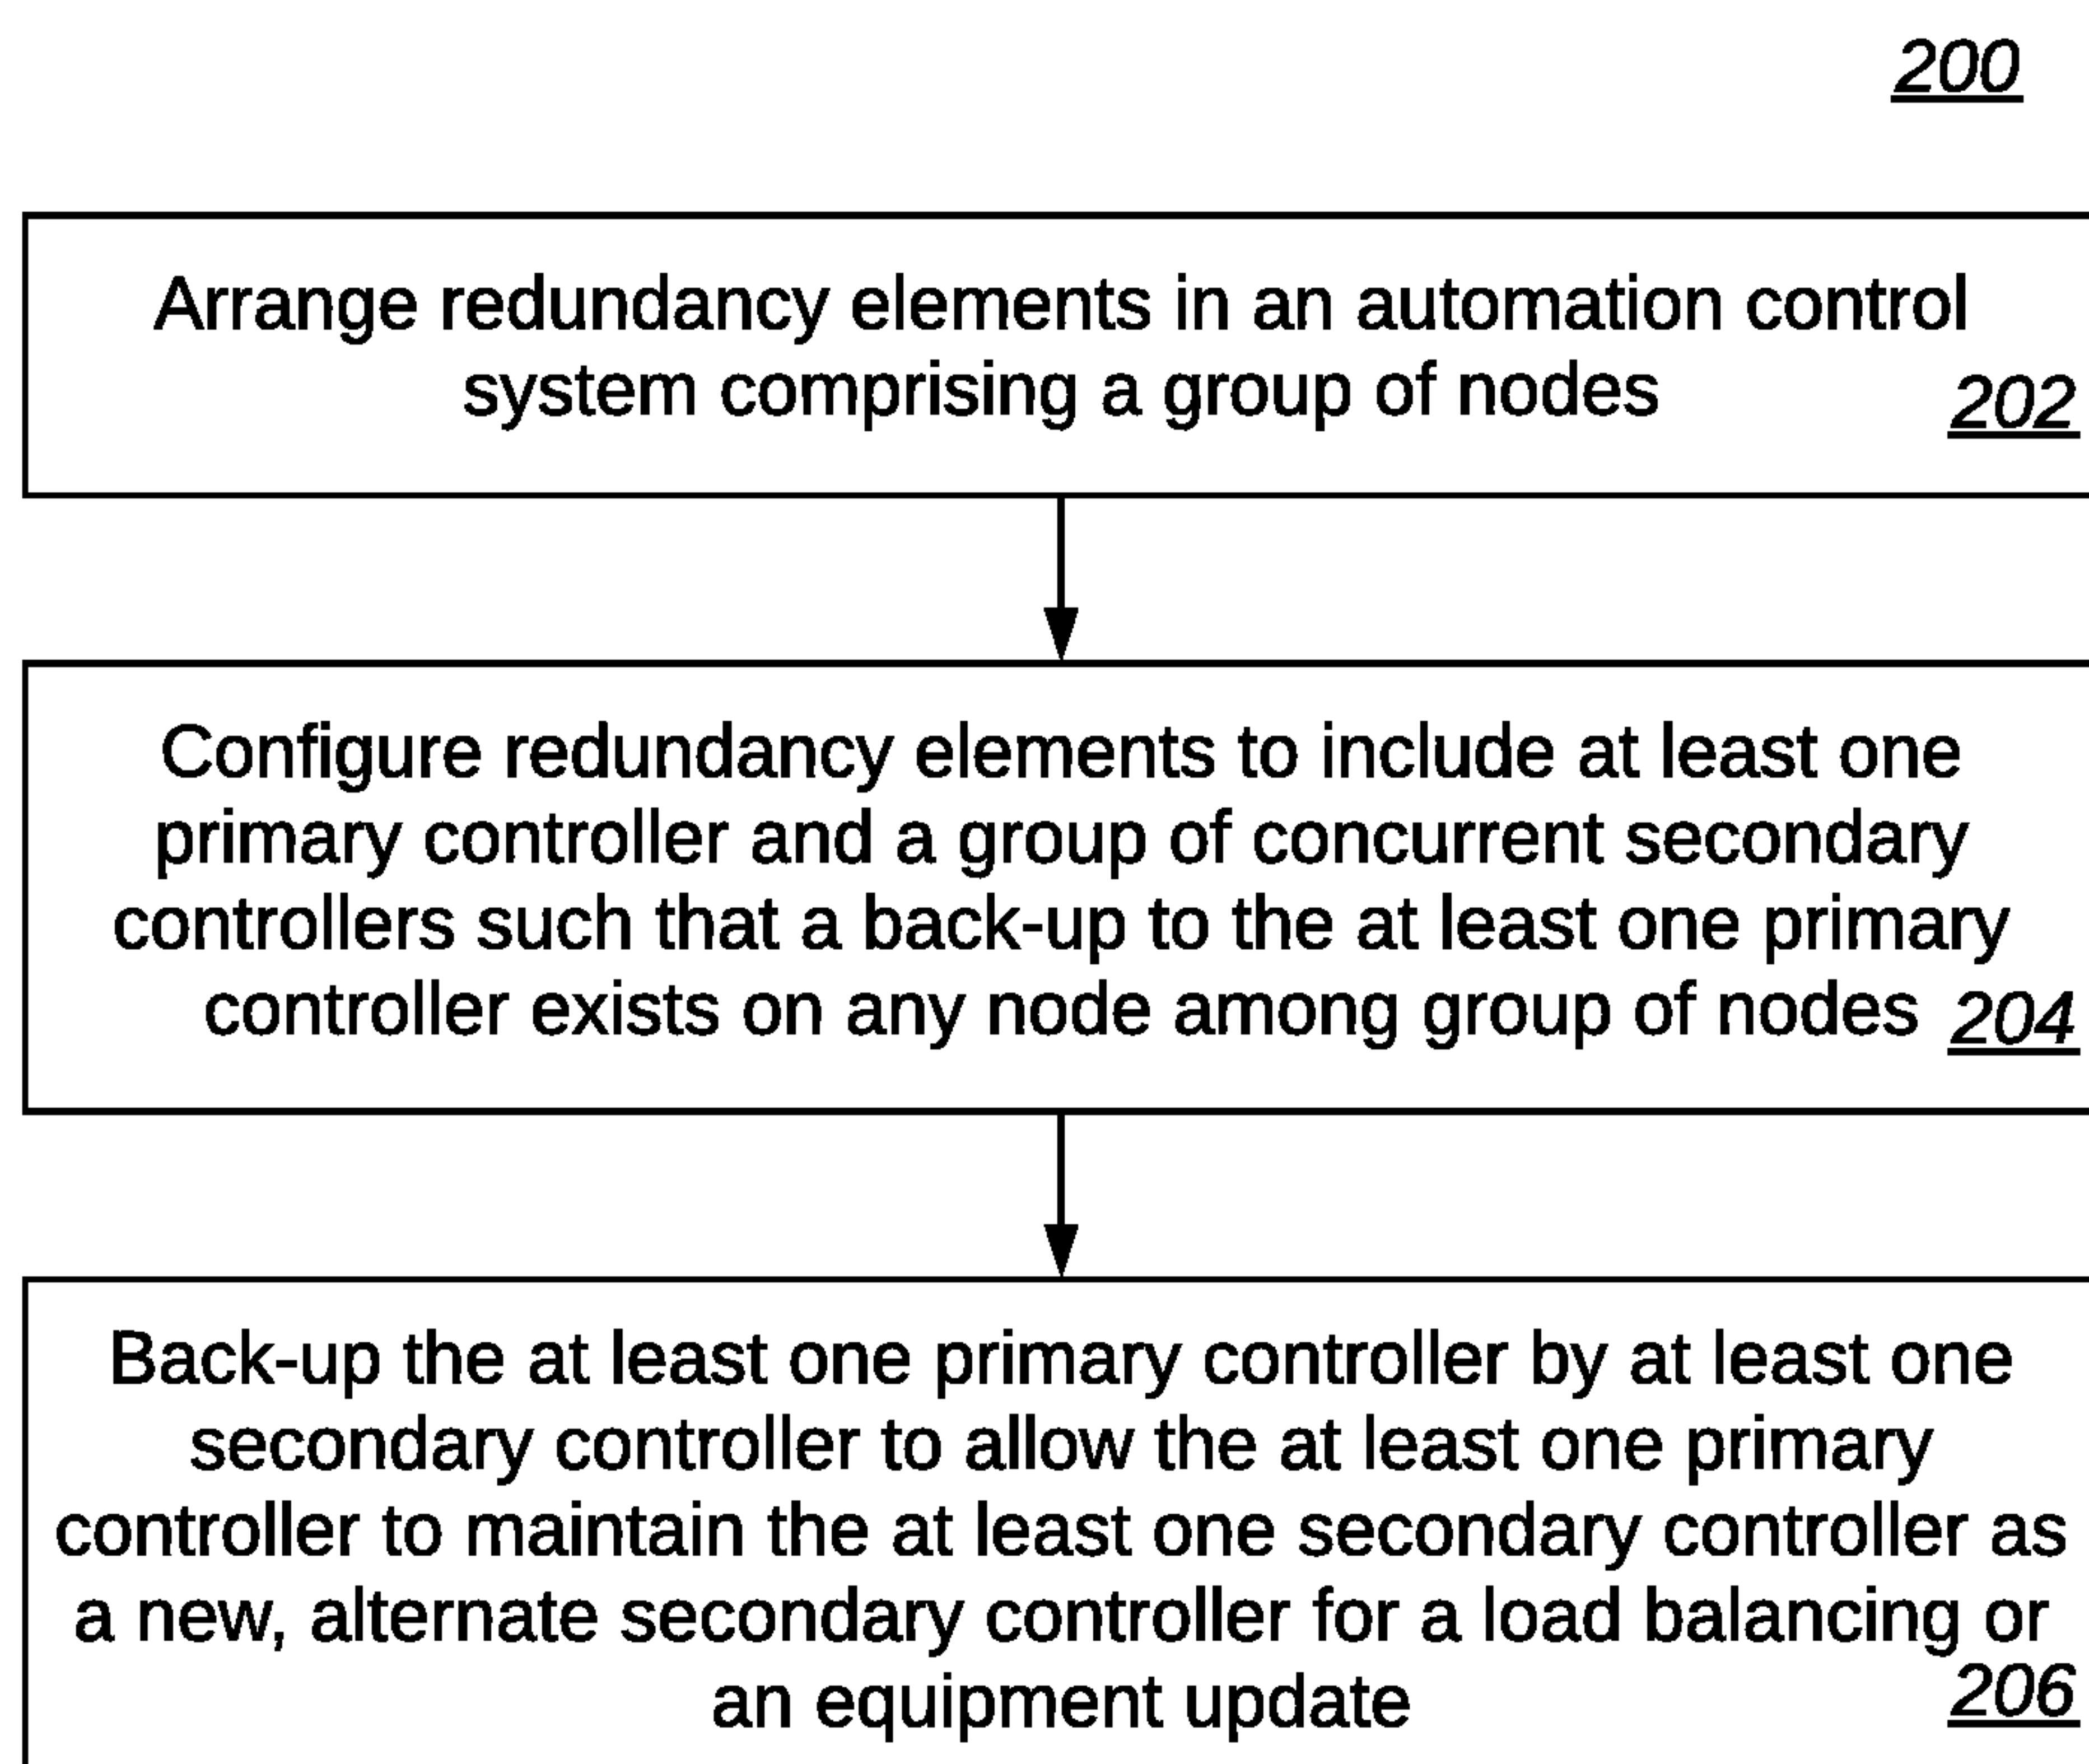 200
Arrange redundancy elements in an automation control
system comprising a group of nodes
202
Configure redundancy elements to include at least one
primary controller and a group of concurrent secondary
controllers such that a back-up to the at least one primary
controller exists on any node among group of nodes 204
Back-up the at least one primary controller by at least one
secondary controller to allow the at least one primary
controller to maintain the at least one secondary controller as
a new, alternate secondary controller for a load balancing or
an equipment update
206